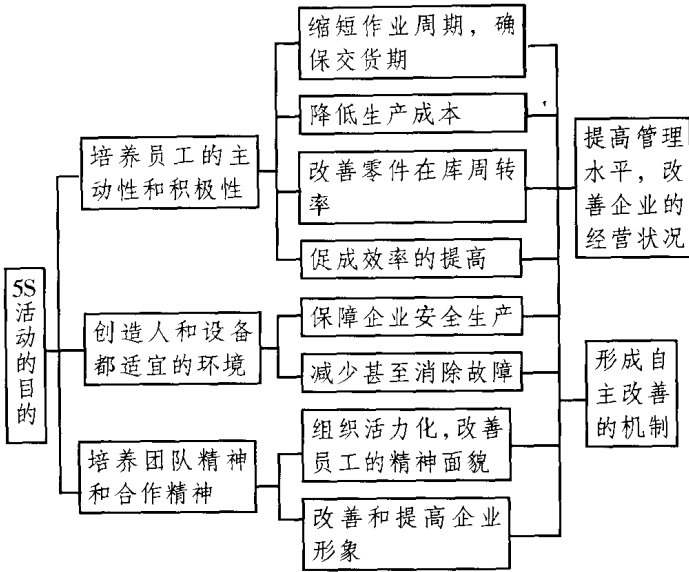 5S活动的目的
培养员工的主
动性和积极性
创造人和设备
都适宜的环境
培养团队精神
和合作精神
缩短作业周期，确
保交货期
降低生产成本
改善零件在库周转
率
促成效率的提高
保障企业安全生产
减少甚至消除故障
组织活力化，改善
员工的精神面貌
改善和提高企业
形象
提高管理
水平，改
善企业的
经营状况
形成自
主改善
的机制